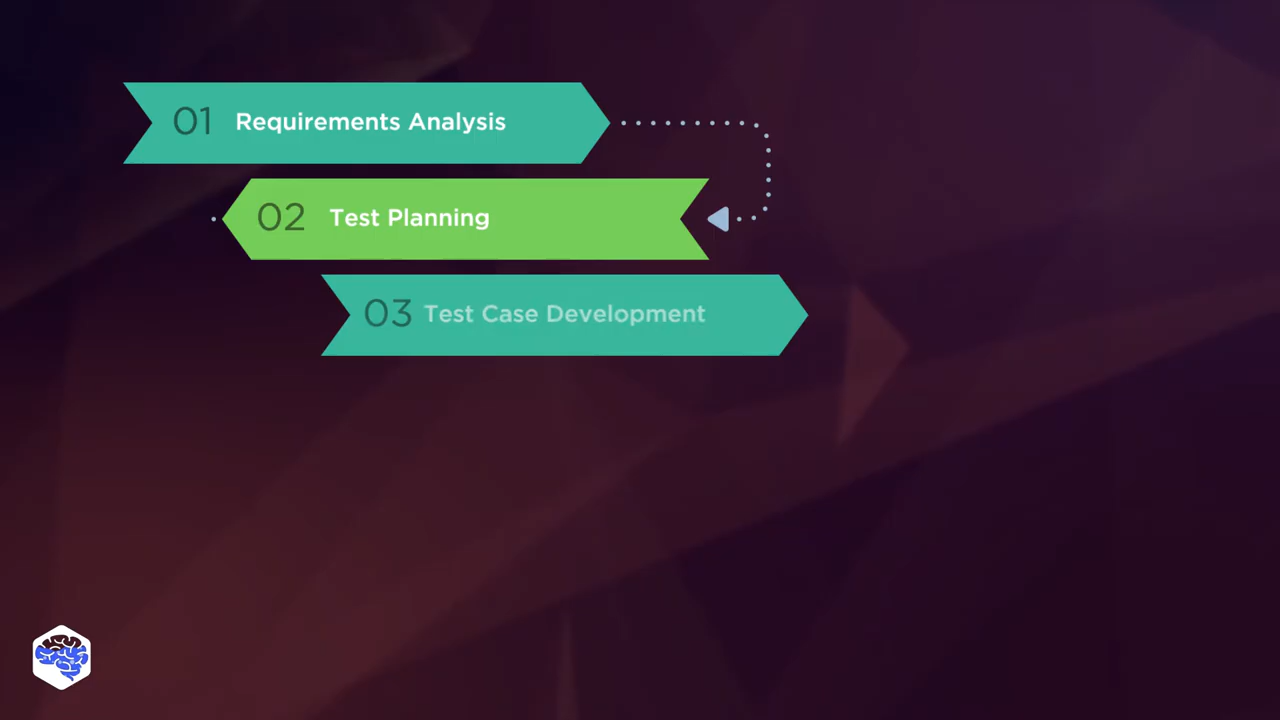 01 Requirements Analysis
02 Test Planning
03 Test Case Development